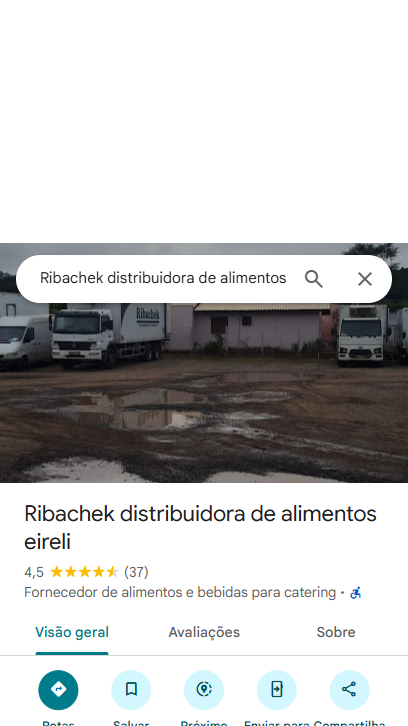 Ribachek distribuidora de alimentos
Ribachek
Ribachek distribuidora de alimentos
eireli
4,5 (37)
Fornecedor de alimentos e bebidas para catering •
Visão geral Avaliações Sobre
Rotas Salvar Próximo Enviar para Compartilha